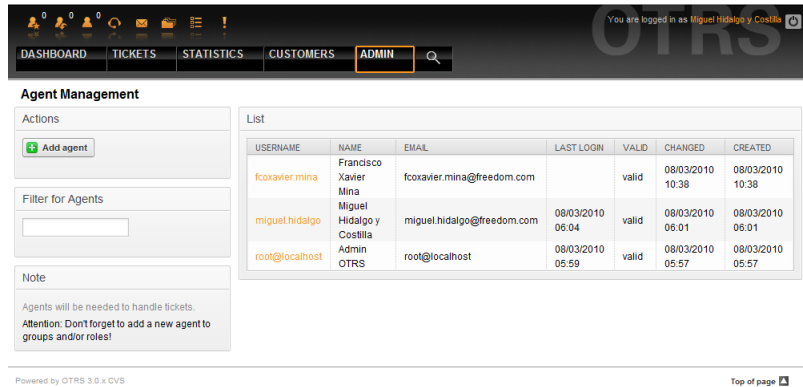 0 0 0
OTRS
You are logged in as Miguel Hidalgo y Costilla
DASHBOARD TICKETS STATISTICS CUSTOMERS ADMIN
Agent Management
Actions
Add agent
Filter for Agents
Note
Agents will be needed to handle tickets.
Attention: Don't forget to add a new agent to
groups and/or roles!
List
USERNAME NAME EMAIL LAST LOGIN VALID CHANGED CREATED
fcoxavier.mina Francisco Xavier Mina fcoxavier.mina@freedom.com valid 08/03/2010 10:38 08/03/2010 10:38
miguel.hidalgo Miguel Hidalgo y Costilla miguel.hidalgo@freedom.com 08/03/2010 06:04 valid 08/03/2010 06:01 08/03/2010 06:01
root@localhost Admin OTRS root@localhost 08/03/2010 05:59 valid 08/03/2010 05:57 08/03/2010 05:57
Powered by OTRS 3.0.x CVS
Top of page